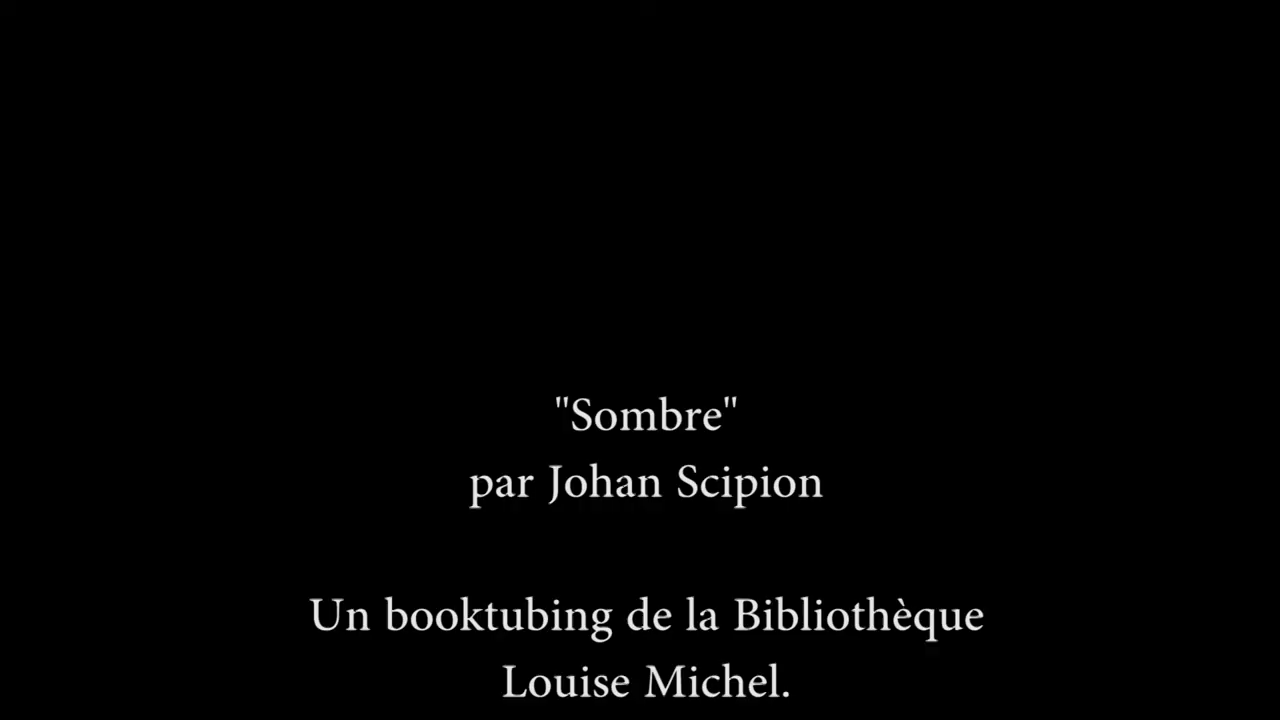 "Sombre"
par Johan Scipion
Un booktubing de la Bibliothèque
Louise Michel.